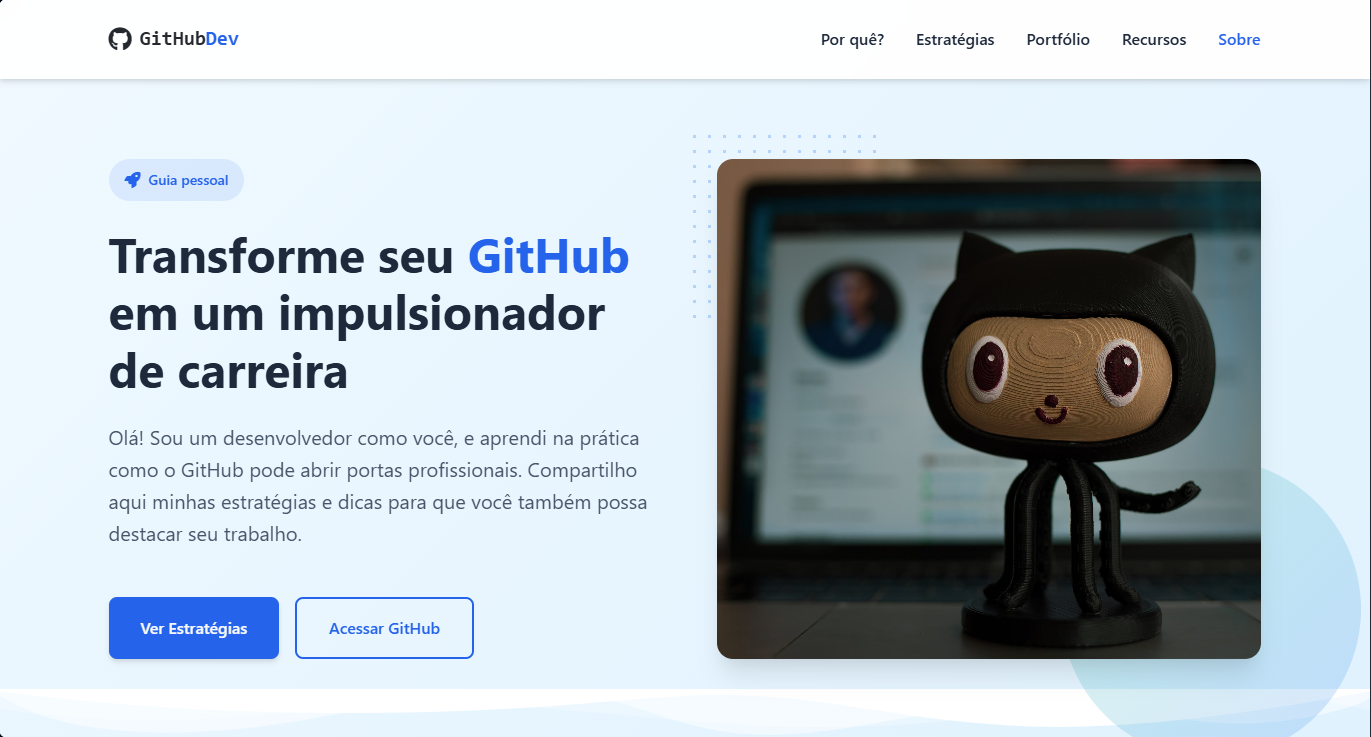 GitHubDev
Por quê?
Estratégias
Portfólio
Recursos
Sobre
Guia pessoal
Transforme seu GitHub
em um impulsionador
de carreira
Olá! Sou um desenvolvedor como você, e aprendi na prática
como o GitHub pode abrir portas profissionais. Compartilho
aqui minhas estratégias e dicas para que você também possa
destacar seu trabalho.
Ver Estratégias
Acessar GitHub